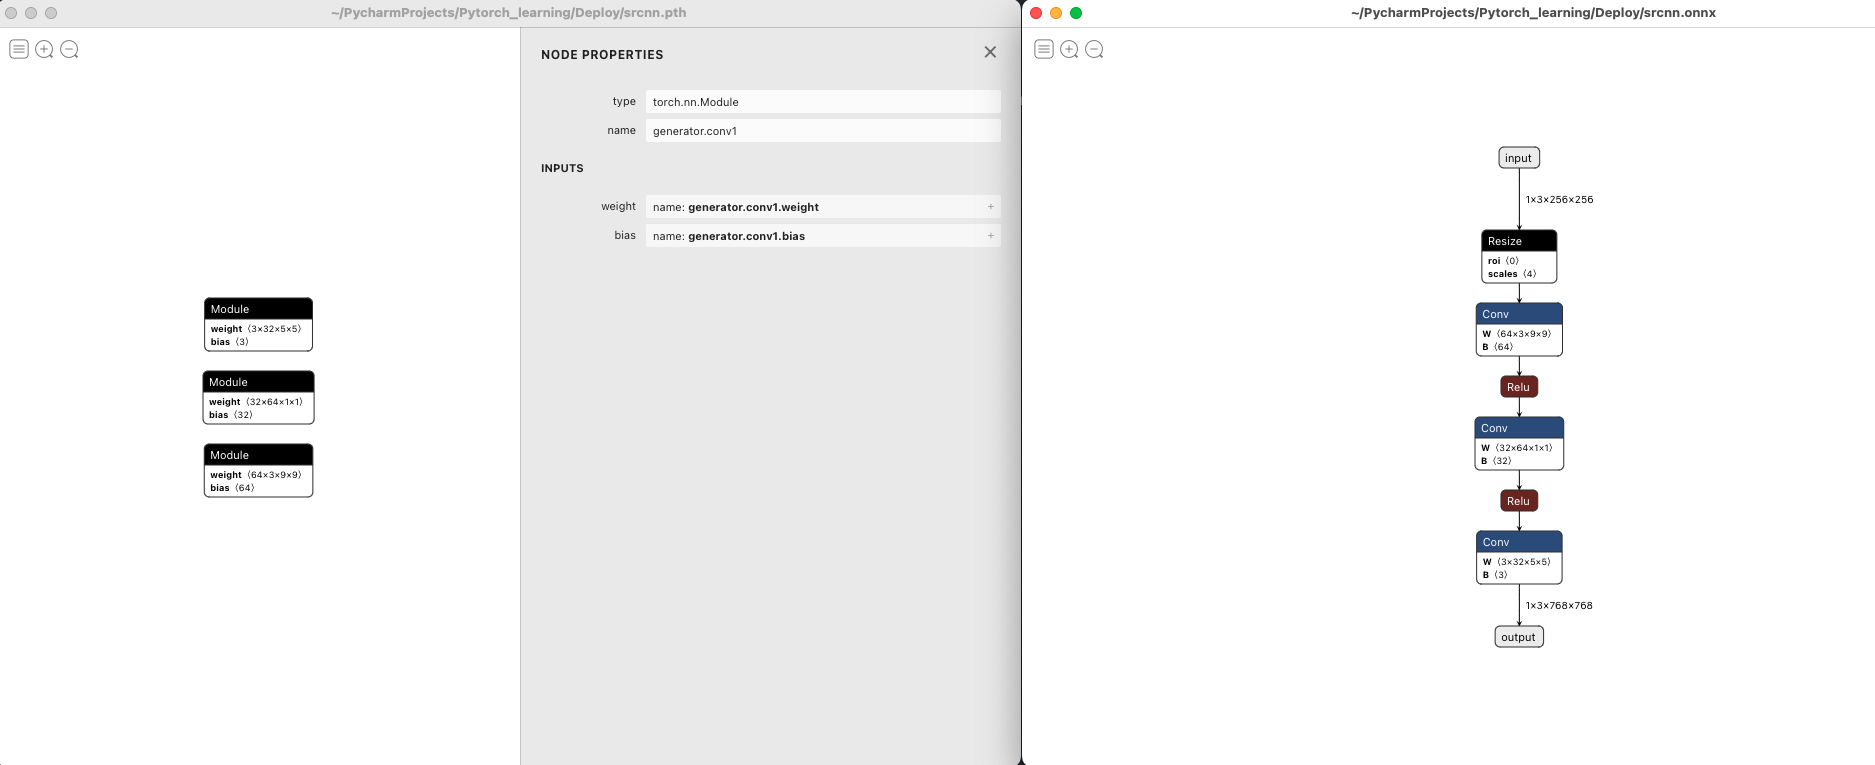 ~/PycharmProjects/Pytorch_learning/Deploy/srcnn.pth
NODE PROPERTIES
type torch.nn.Module
name generator.conv1
INPUTS
weight name: generator.conv1.weight +
bias name: generator.conv1.bias +
Module
weight ⟨3×32×5×5⟩
bias ⟨3⟩
Module
weight ⟨32×64×1×1⟩
bias ⟨32⟩
Module
weight ⟨64×3×9×9⟩
bias ⟨64⟩
~/PycharmProjects/Pytorch_learning/Deploy/srcnn.onnx
input
1×3×256×256
Resize
roi ⟨0⟩
scales ⟨4⟩
Conv
W ⟨64×3×9×9⟩
B ⟨64⟩
Relu
Conv
W ⟨32×64×1×1⟩
B ⟨32⟩
Relu
Conv
W ⟨3×32×5×5⟩
B ⟨3⟩
1×3×768×768
output